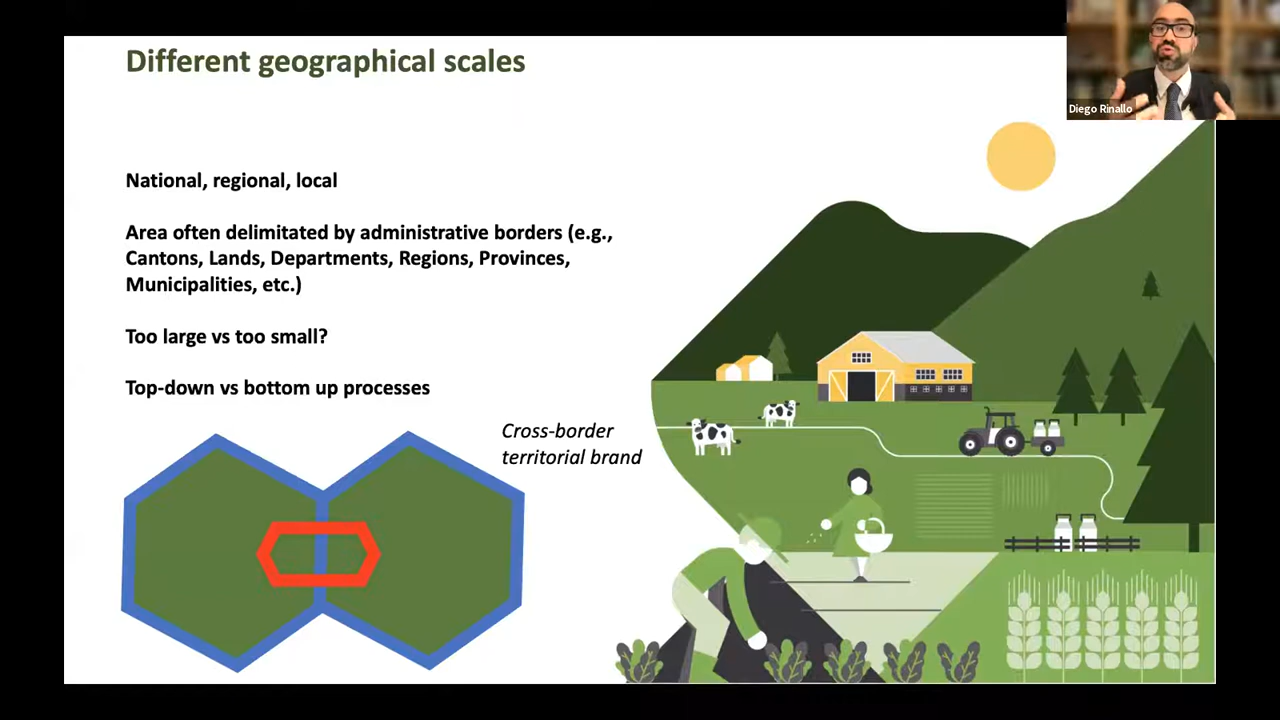 Different geographical scales
Diego Rinallo
National, regional, local
Area often delimitated by administrative borders (e.g.,
Cantons, Lands, Departments, Regions, Provinces,
Municipalities, etc.)
Too large vs too small?
Top-down vs bottom up processes
Cross-border
territorial brand